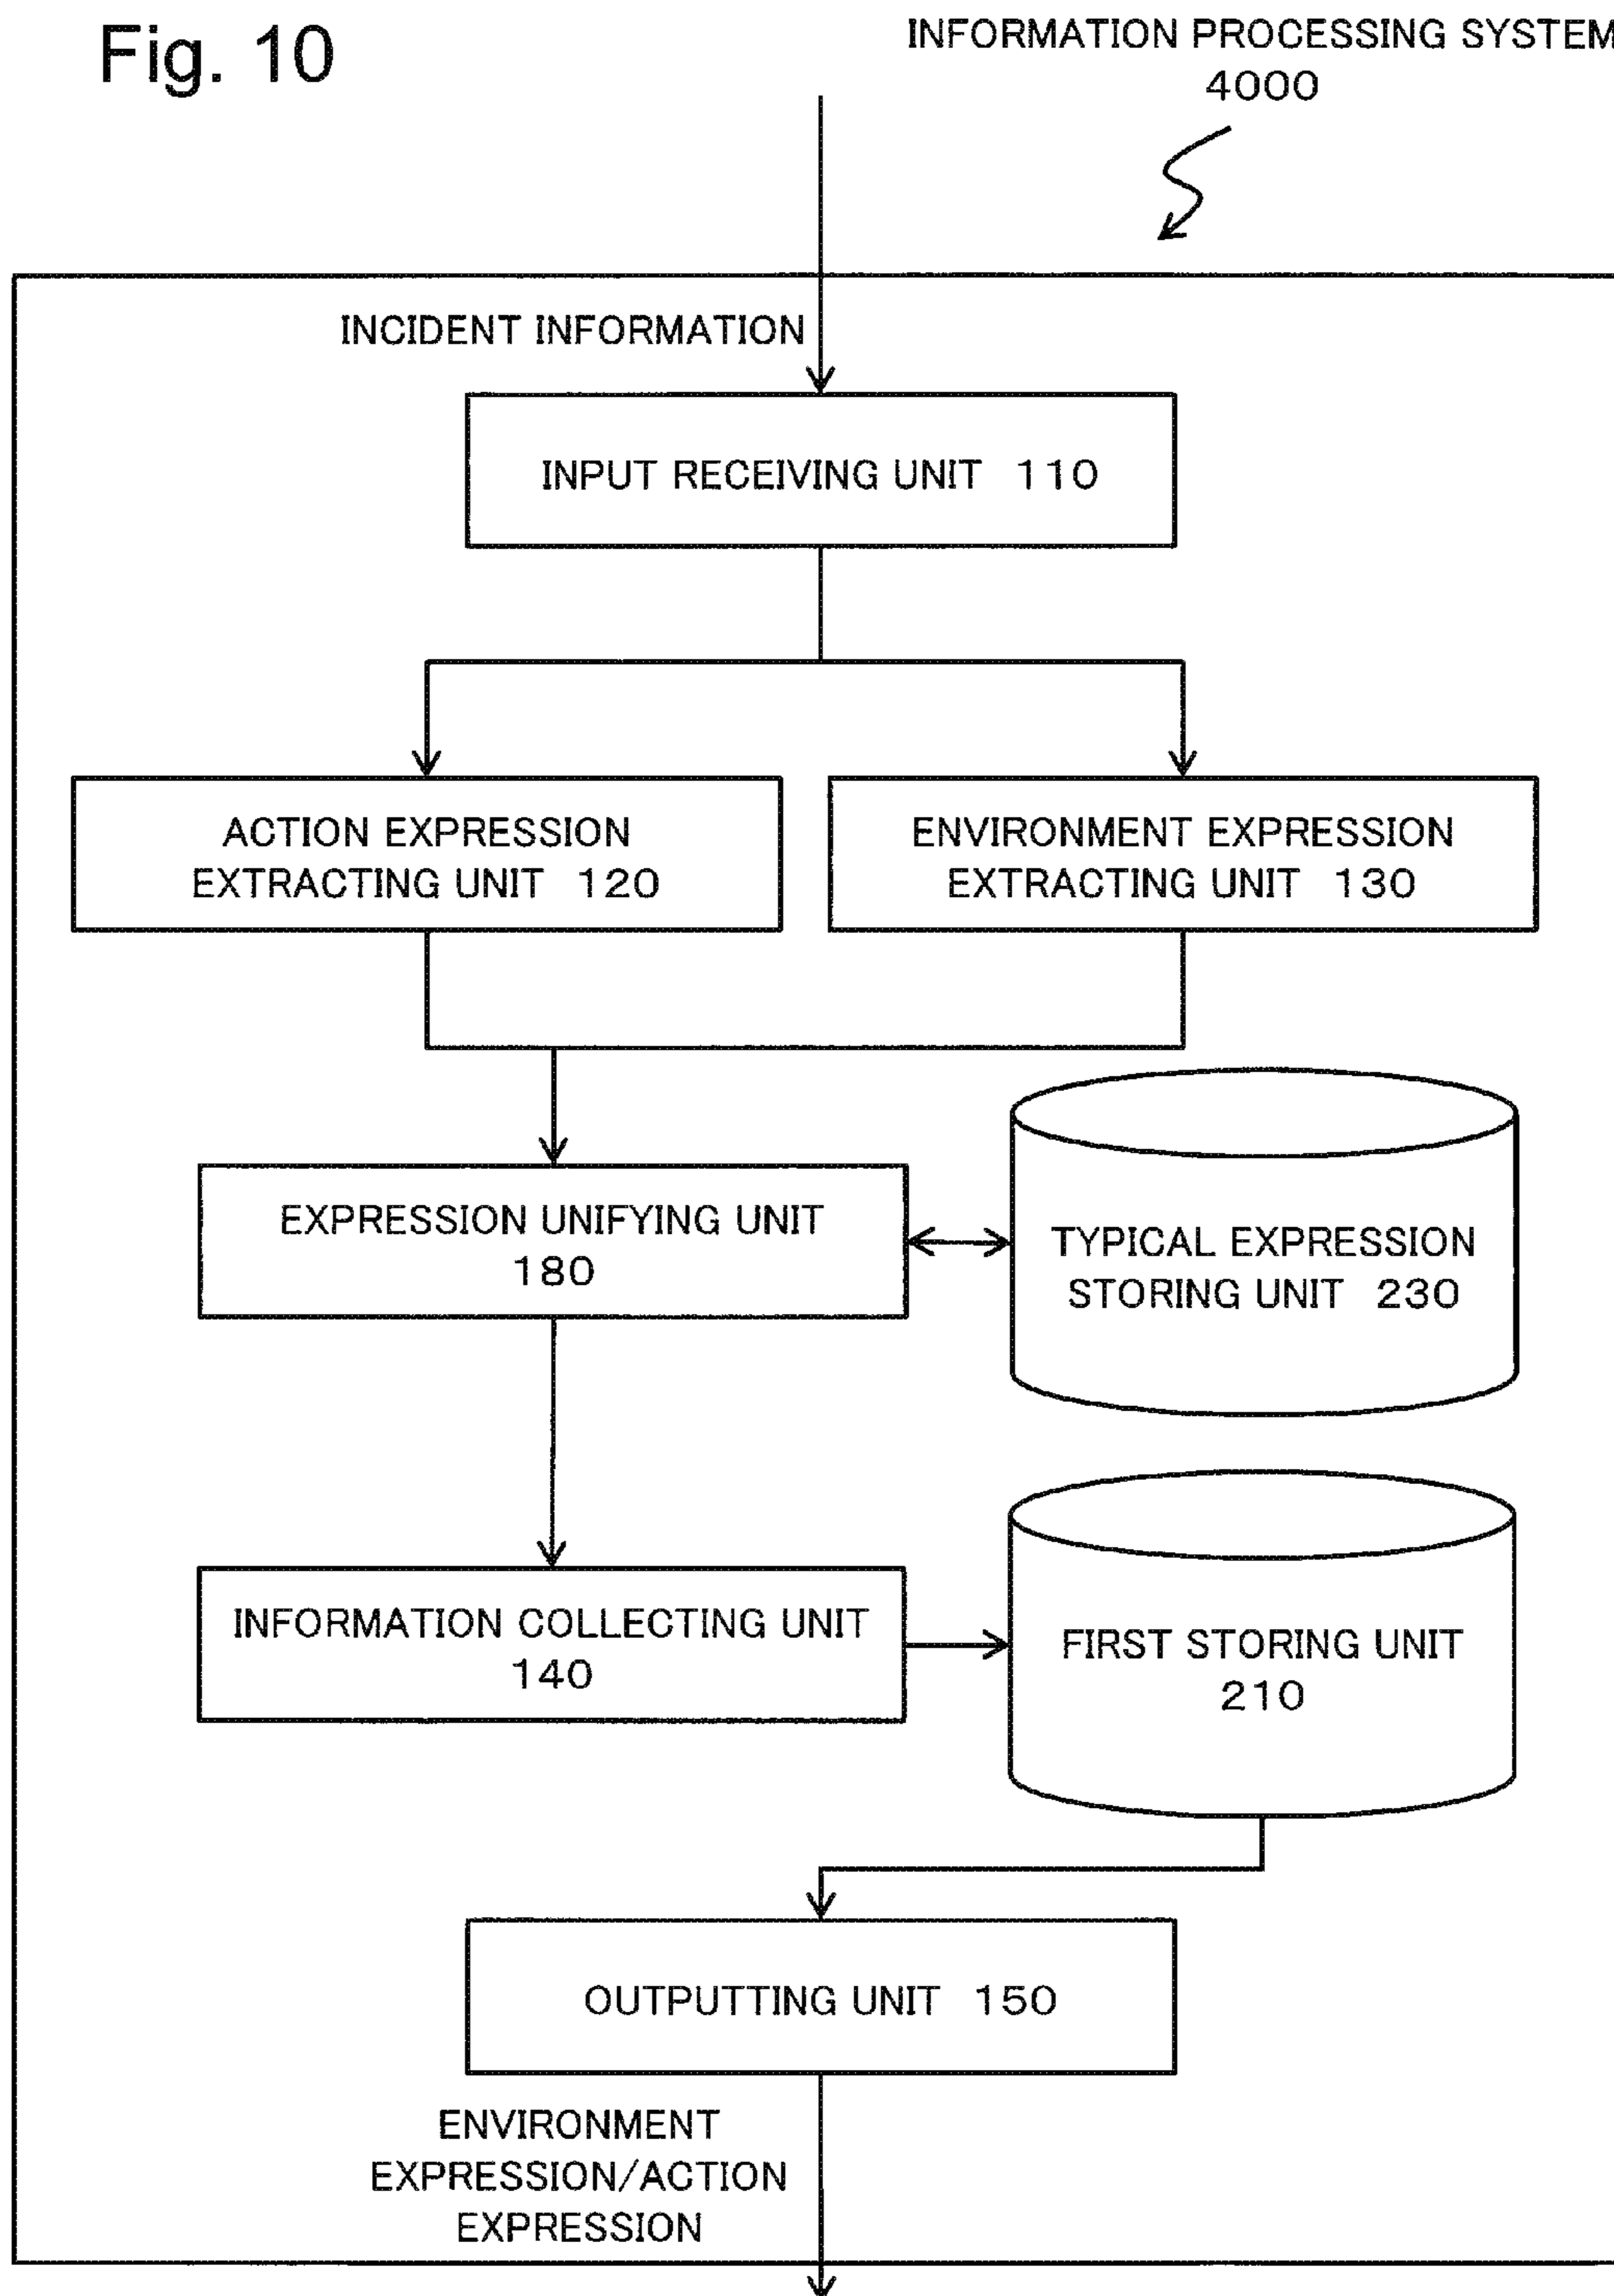 Fig. 10
INFORMATION PROCESSING SYSTEM
4000
INCIDENT INFORMATION
INPUT RECEIVING UNIT 110
ACTION EXPRESSION
EXTRACTING UNIT 120
ENVIRONMENT EXPRESSION
EXTRACTING UNIT 130
EXPRESSION UNIFYING UNIT
180
TYPICAL EXPRESSION
STORING UNIT 230
INFORMATION COLLECTING UNIT
140
FIRST STORING UNIT
210
OUTPUTTING UNIT 150
ENVIRONMENT
EXPRESSION/ACTION
EXPRESSION